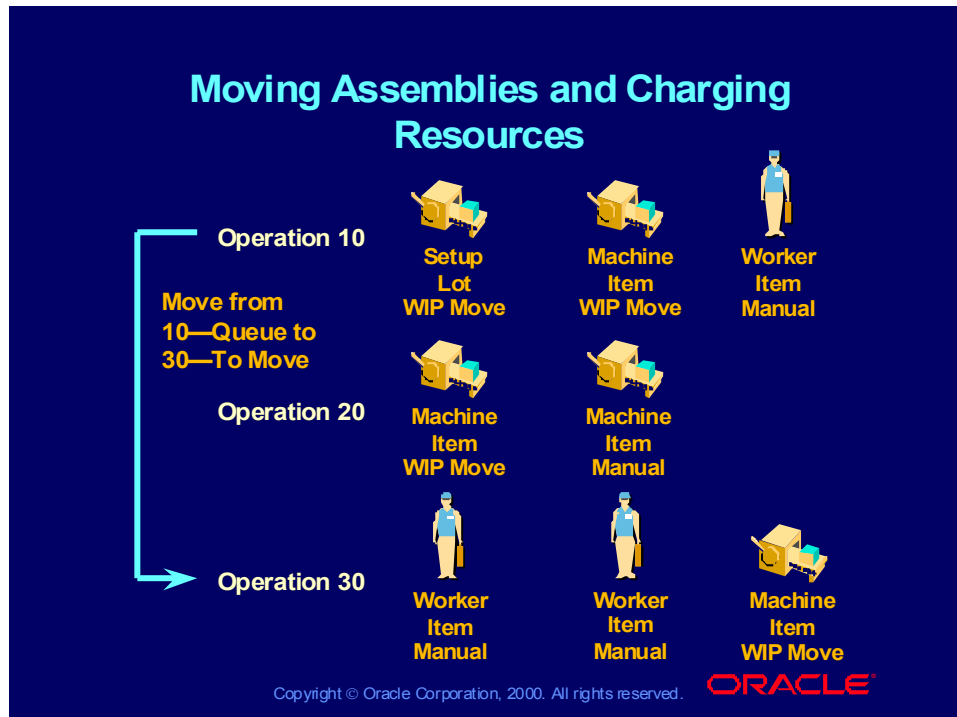 Moving Assemblies and Charging
Resources
Operation 10
Setup
Lot
WIP Move
Machine
Item
WIP Move
Worker
Item
Manual
Move from
10—Queue to
30—To Move
Operation 20
Machine
Item
WIP Move
Machine
Item
Manual
Operation 30
Worker
Item
Manual
Worker
Item
Manual
Machine
Item
WIP Move
Copyright © Oracle Corporation, 2000. All rights reserved.
ORACLE®